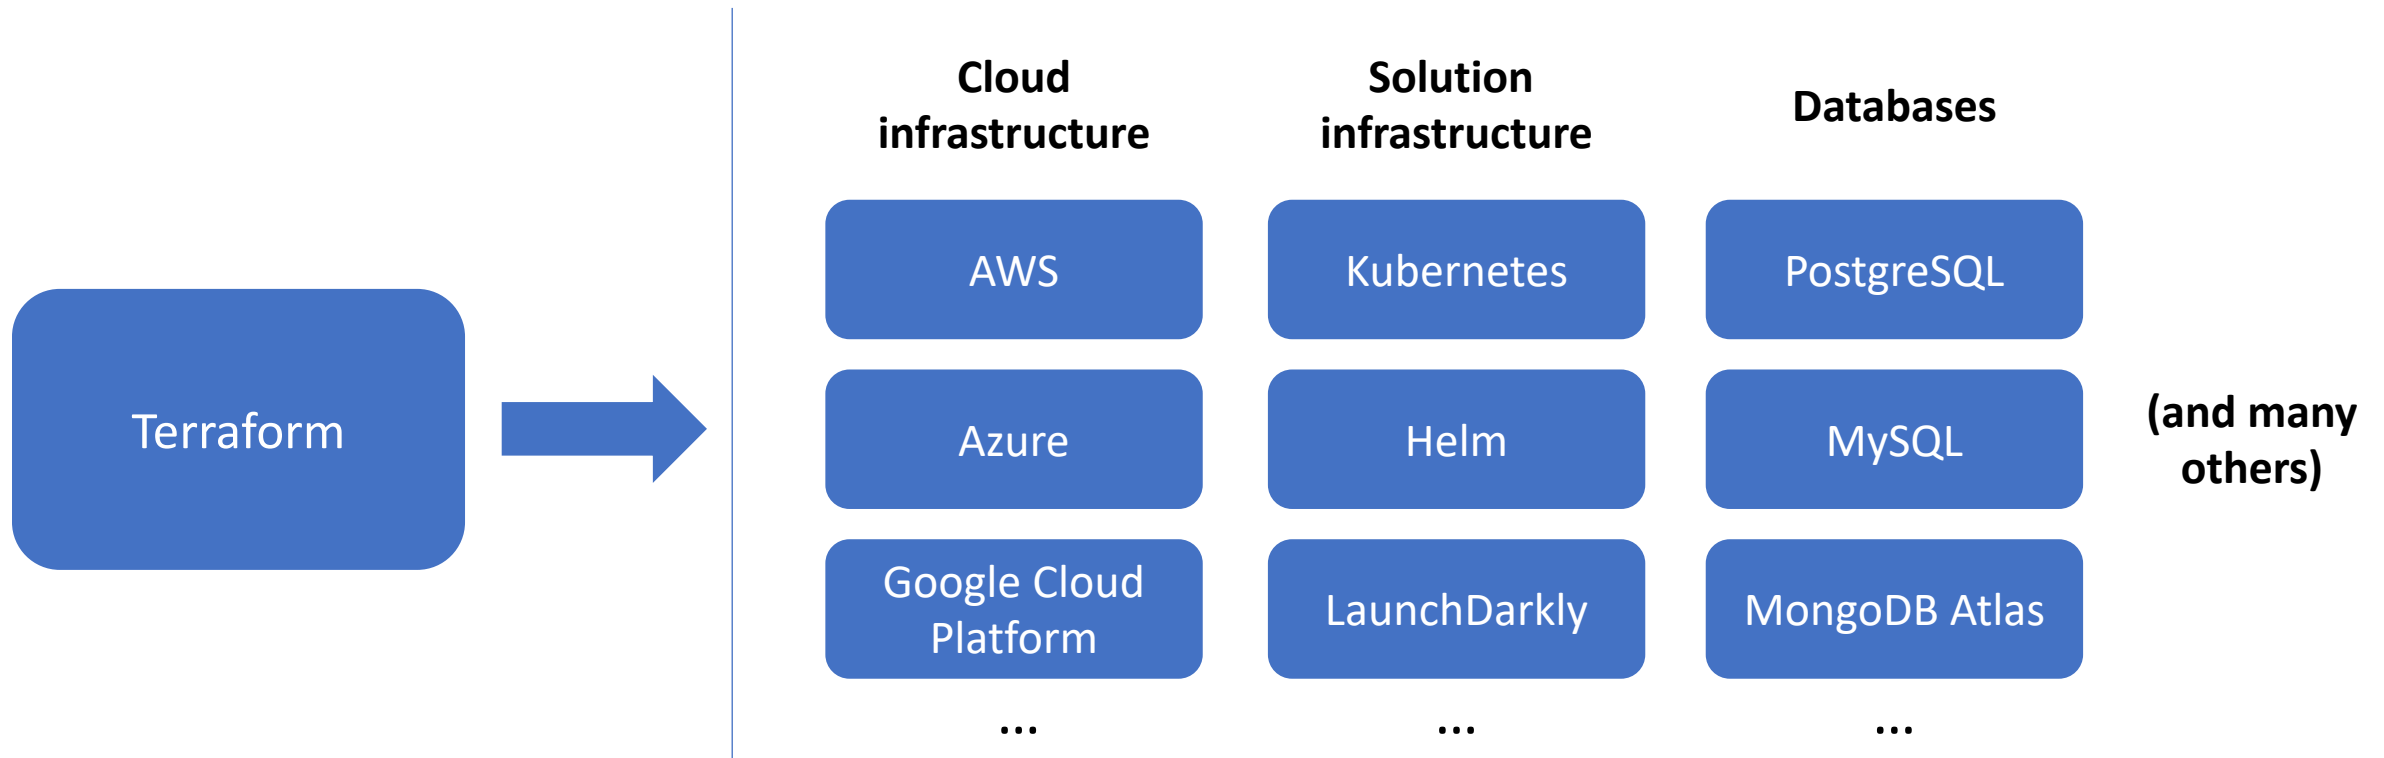 Terraform
Cloud
infrastructure
AWS
Azure
Google Cloud
Platform
...
Solution
infrastructure
Kubernetes
Helm
LaunchDarkly
...
Databases
PostgreSQL
MySQL
MongoDB Atlas
...
(and many
others)